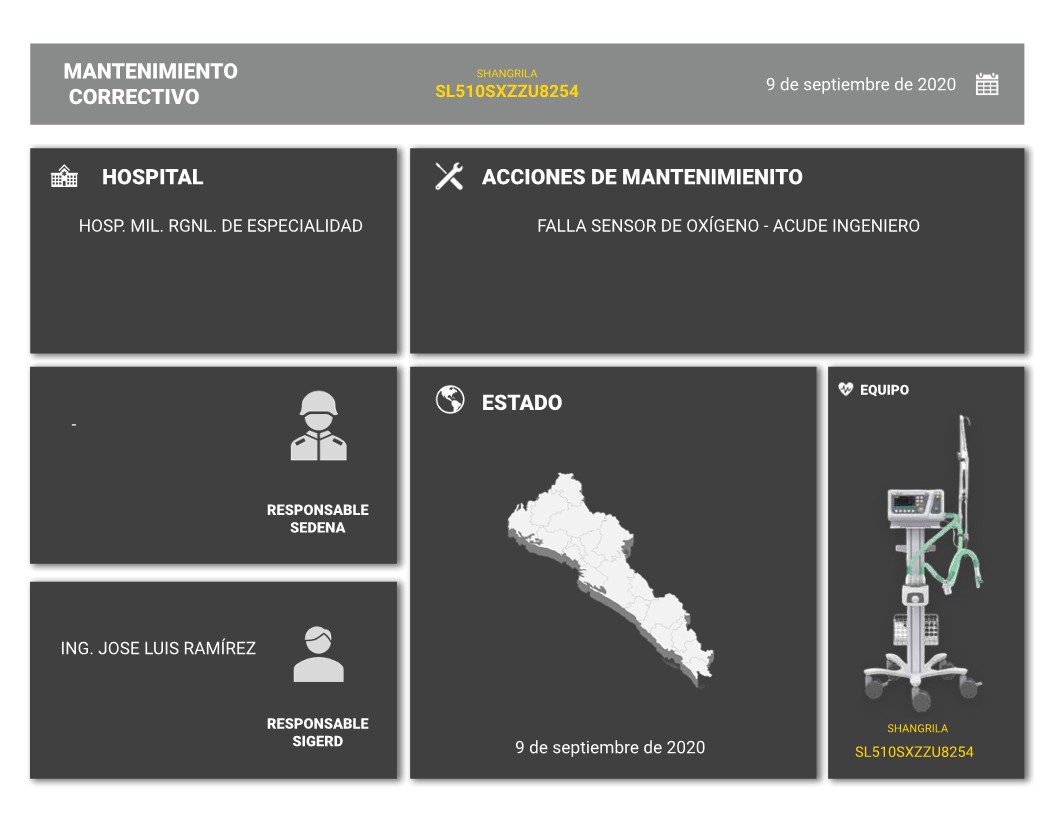 MANTENIMIENTO
CORRECTIVO
SHANGRILA
SL510SXZZU8254
9 de septiembre de 2020
HOSPITAL
HOSP. MIL. RGNL. DE ESPECIALIDAD
ACCIONES DE MANTENIMIENITO
FALLA SENSOR DE OXÍGENO - ACUDE INGENIERO
-
RESPONSABLE
SEDENA
ING. JOSE LUIS RAMÍREZ
RESPONSABLE
SIGERD
ESTADO
9 de septiembre de 2020
EQUIPO
SHANGRILA
SL510SXZZU8254